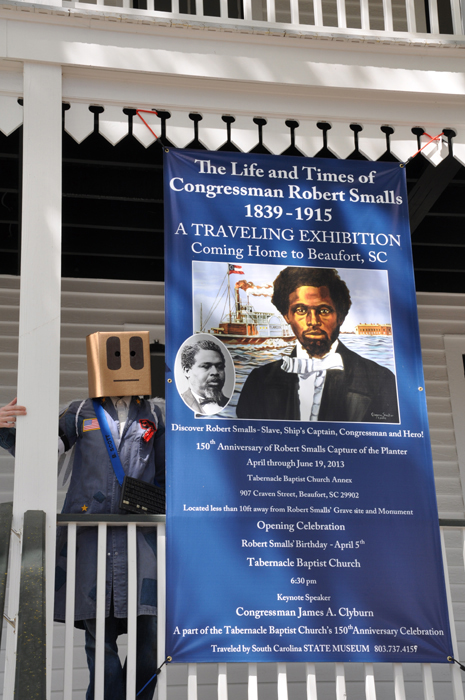 The Life and Times of
Congressman Robert Smalls
1839-1915
A TRAVELING EXHIBITION
Coming Home to Beaufort, SC
Discover Robert Smalls - Slave, Ship's Captain, Congressman and Hero!
150th Anniversary of Robert Smalls Capture of the Planter
April through June 19, 2013
Tabernacle Baptist Church Annex
907 Craven Street, Beaufort, SC 29902
Located less than 10ft away from Robert Smalls' Grave site and Monument
Opening Celebration
Robert Smalls' Birthday - April 5th
Tabernacle Baptist Church
6:30 pm
Keynote Speaker
Congressman James A. Clyburn
A part of the Tabernacle Baptist Church's 150th Anniversary Celebration
Traveled by South Carolina STATE MUSEUM